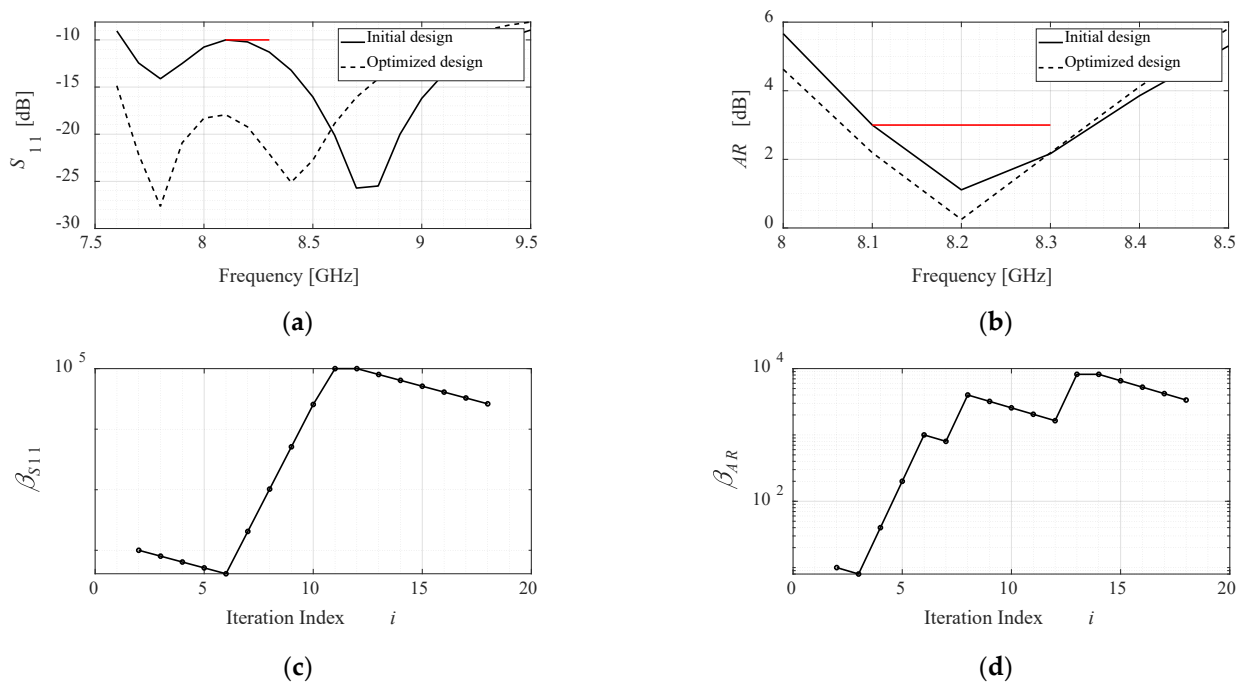 -10
-15
-20
-25
-30
7.5 8 8.5 9 9.5
S11 [dB]
Frequency [GHz]
Initial design
Optimized design
(a)
6
4
2
0
8 8.1 8.2 8.3 8.4 8.5
AR [dB]
Frequency [GHz]
Initial design
Optimized design
(b)
10^5
0 5 10 15 20
β_S11
Iteration Index i
(c)
10^4
10^2
0 5 10 15 20
β_AR
Iteration Index i
(d)